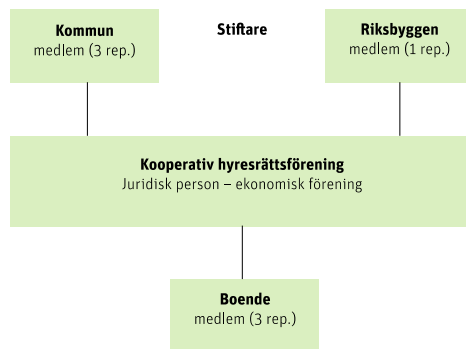 Kommun
medlem (3 rep.)
Stiftare
Riksbyggen
medlem (1 rep.)
Kooperativ hyresrättsförening
Juridisk person – ekonomisk förening
Boende
medlem (3 rep.)